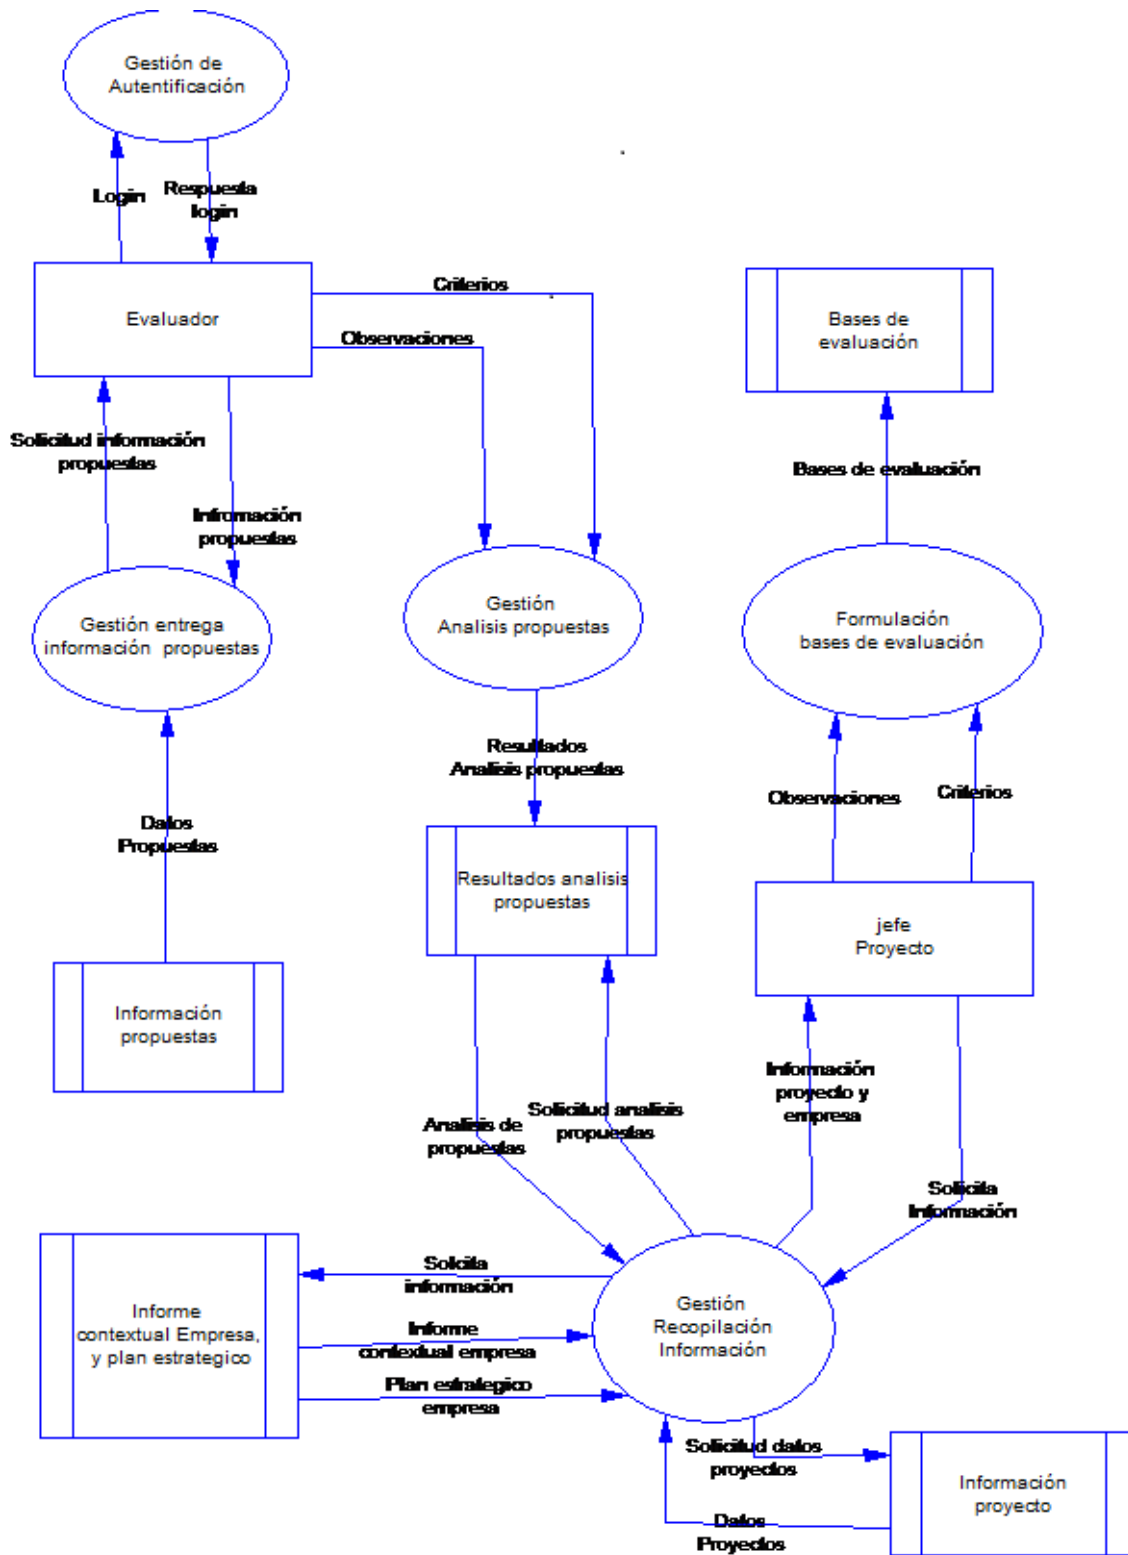 Gestión de
Autentificación
Login
Respuesta
login
Evaluador
Criterios
Observaciones
Bases de
evaluación
Solicitud información
propuestas
Infromación
propuestas
Bases de evaluación
Gestión entrega
información propuestas
Gestión
Analisis propuestas
Formulación
bases de evaluación
Resultados
Analisis propuestas
Observaciones
Criterios
Datos
Propuestas
Resultados analisis
propuestas
jefe
Proyecto
Información
propuestas
Información
proyecto y
empresa
Analisis de
propuestas
Solicitud analisis
propuestas
Solicita
Información
Solcita
información
Informe
contextual Empresa,
y plan estrategico
Informe
contextual empresa
Plan estrategico
empresa
Gestión
Recopilación
Información
Solicitud datos
proyectos
Información
proyecto
Datos
Proyectos